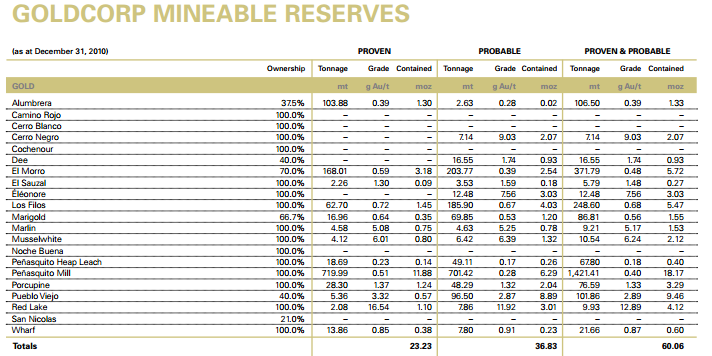 GOLDCORP MINEABLE RESERVES
(as at December 31, 2010) PROVEN PROBABLE PROVEN & PROBABLE
Ownership Tonnage Grade Contained Tonnage Grade Contained Tonnage Grade Contained
GOLD mt g Au/t moz mt g Au/t moz mt g Au/t moz
Alumbrera 37.5% 103.88 0.39 1.30 2.63 0.28 0.02 106.50 0.39 1.33
Camino Rojo 100.0% – – – – – – – – –
Cerro Blanco 100.0% – – – – – – – – –
Cerro Negro 100.0% – – – 7.14 9.03 2.07 7.14 9.03 2.07
Cochenour 100.0% – – – – – – – – –
Dee 40.0% – – – 16.55 1.74 0.93 16.55 1.74 0.93
El Morro 70.0% 168.01 0.59 3.18 203.77 0.39 2.54 371.79 0.48 5.72
El Sauzal 100.0% 2.26 1.30 0.09 3.53 1.59 0.18 5.79 1.48 0.27
Éléonore 100.0% – – – 12.48 7.56 3.03 12.48 7.56 3.03
Los Filos 100.0% 62.70 0.72 1.45 185.90 0.67 4.03 248.60 0.68 5.47
Marigold 66.7% 16.96 0.64 0.35 69.85 0.53 1.20 86.81 0.56 1.55
Marlin 100.0% 4.58 5.08 0.75 4.63 5.25 0.78 9.21 5.17 1.53
Musselwhite 100.0% 4.12 6.01 0.80 6.42 6.39 1.32 10.54 6.24 2.12
Noche Buena 100.0% – – – – – – – – –
Peñasquito Heap Leach 100.0% 18.69 0.23 0.14 49.11 0.17 0.26 67.80 0.18 0.40
Peñasquito Mill 100.0% 719.99 0.51 11.88 701.42 0.28 6.29 1,421.41 0.40 18.17
Porcupine 100.0% 28.30 1.37 1.24 48.29 1.32 2.04 76.59 1.33 3.29
Pueblo Viejo 40.0% 5.36 3.32 0.57 96.50 2.87 8.89 101.86 2.89 9.46
Red Lake 100.0% 2.08 16.54 1.10 7.86 11.92 3.01 9.93 12.89 4.12
San Nicolas 21.0% – – – – – – – – –
Wharf 100.0% 13.86 0.85 0.38 7.80 0.91 0.23 21.66 0.87 0.60
Totals 23.23 36.83 60.06